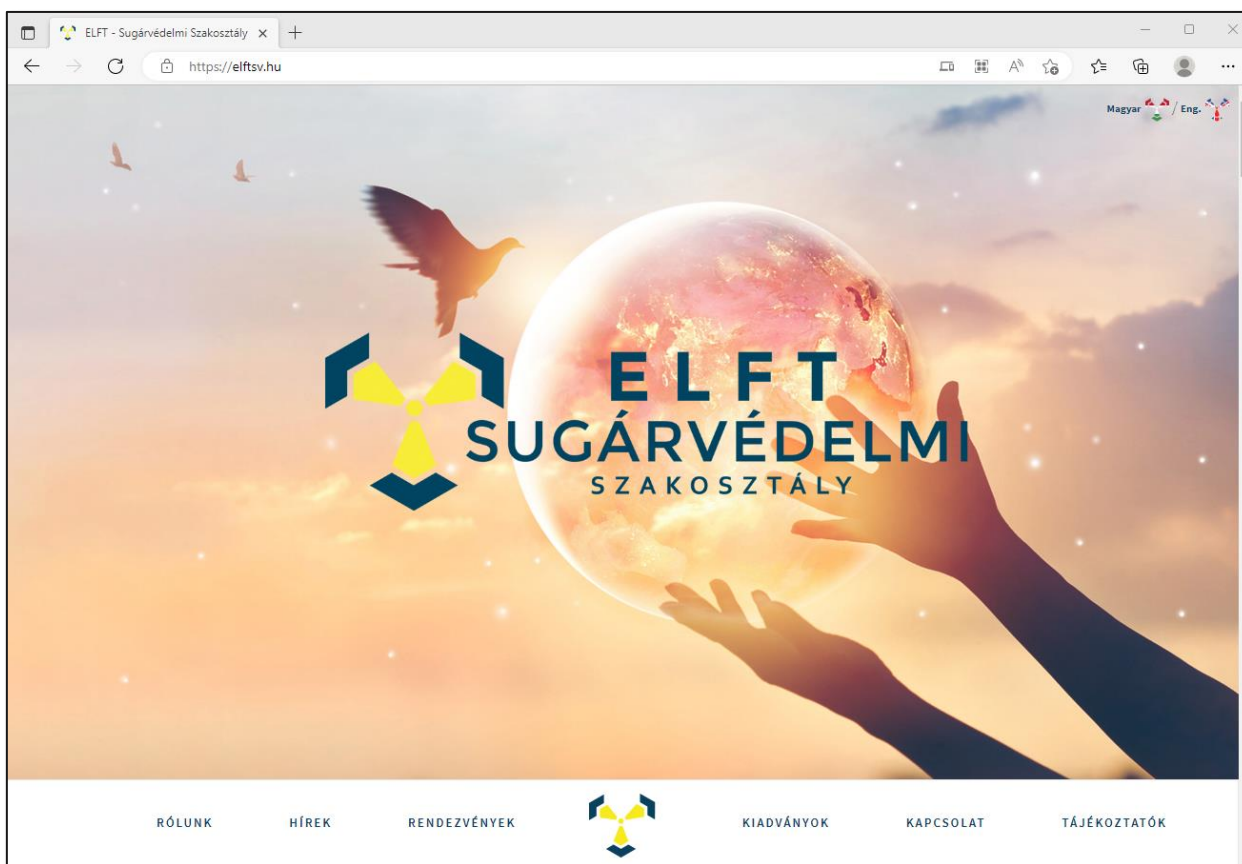 ELFT - Sugárvédelmi Szakosztály
https://elftsv.hu
Magyar / Eng.
ELFT
SUGÁRVÉDELMI
SZAKOSZTÁLY
RÓLUNK HÍREK RENDEZVÉNYEK KIADVÁNYOK KAPCSOLAT TÁJÉKOZTATÓK